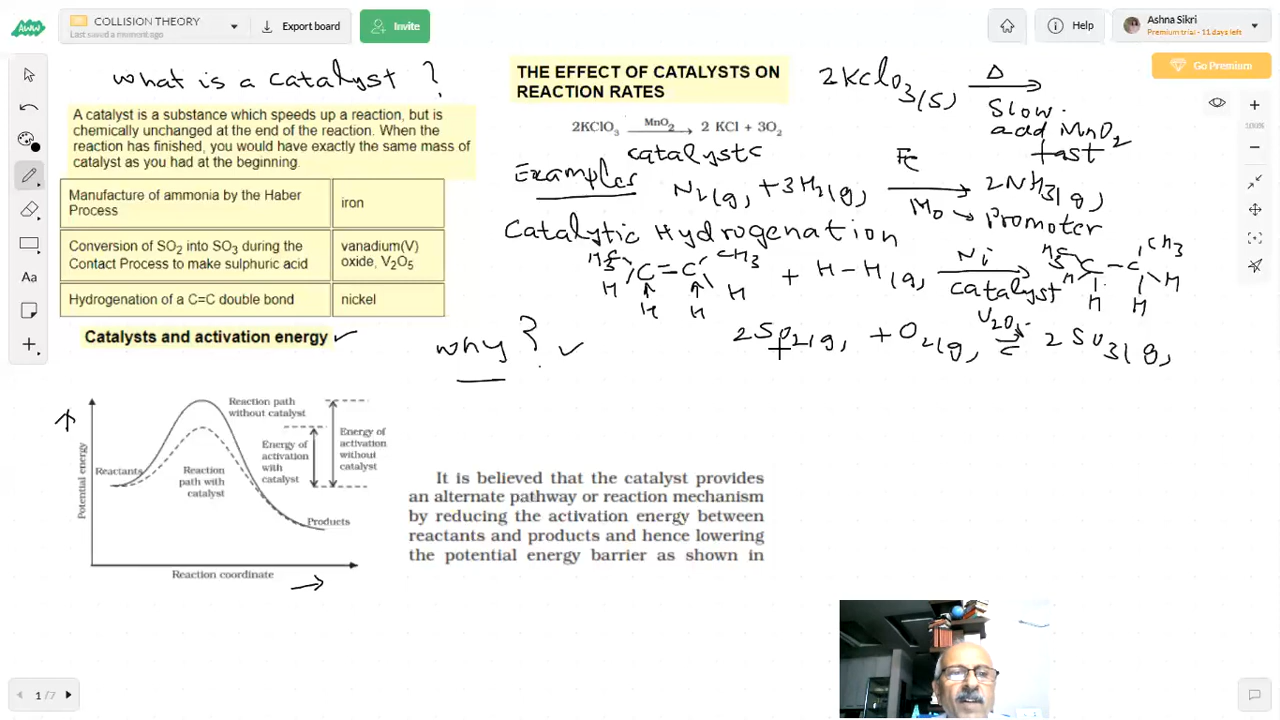 AWW
COLLISION THEORY
Last saved a moment ago
Export board
Invite
Help
Ashna Sikri
Premium trial - 11 days left
Go Premium
what is a catalyst ?
A catalyst is a substance which speeds up a reaction, but is
chemically unchanged at the end of the reaction. When the
reaction has finished, you would have exactly the same mass of
catalyst as you had at the beginning.
Manufacture of ammonia by the Haber
Process
iron
Conversion of SO2 into SO3 during the
Contact Process to make sulphuric acid
vanadium(V)
oxide, V2O5
Hydrogenation of a C=C double bond
nickel
Catalysts and activation energy
THE EFFECT OF CATALYSTS ON
REACTION RATES
2KClO3 MnO2 → 2 KCl + 3O2
2KClO3(s) Δ →
Slow.
add MnO2
fast
Examples
N2(g) + 3H2(g) Fe → 2NH3(g)
Mo → Promoter
Catalytic Hydrogenation
H3C C = C CH3 + H-H(g) Ni → H3C C - C CH3
catalyst
H H H H H H H
2SO2(g) + O2(g) V2O5 ⇌ 2SO3(g)
why ?
Potential energy
Reactants
Reaction path
without catalyst
Reaction
path with
catalyst
Energy of
activation
with
catalyst
Energy of
activation
without
catalyst
Products
Reaction coordinate
It is believed that the catalyst provides
an alternate pathway or reaction mechanism
by reducing the activation energy between
reactants and products and hence lowering
the potential energy barrier as shown in
Aa
100%
1 /7